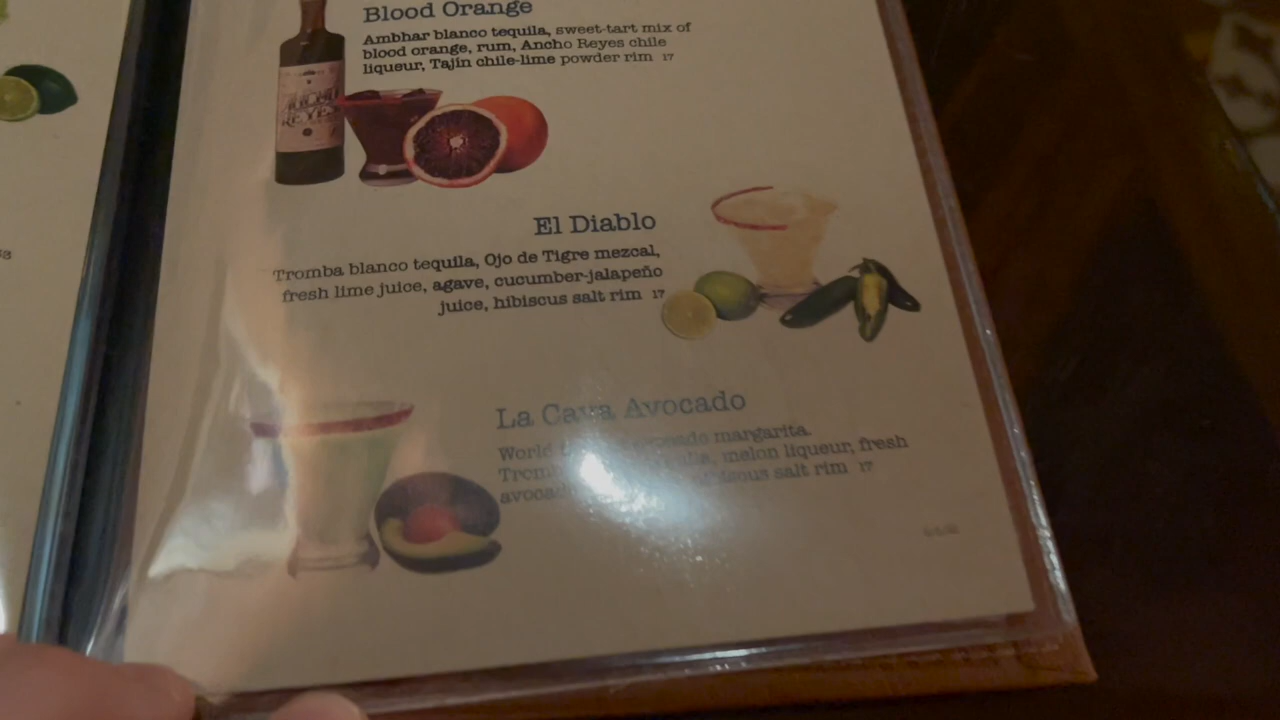 Blood Orange
Ambhar blanco tequila, sweet-tart mix of
blood orange, rum, Ancho Reyes chile
liqueur, Tajín chile-lime powder rim 17
REYES
El Diablo
Tromba blanco tequila, Ojo de Tigre mezcal,
fresh lime juice, agave, cucumber-jalapeño
juice, hibiscus salt rim 17
La Cava Avocado
World margarita.
melon liqueur, fresh
salt rim 17